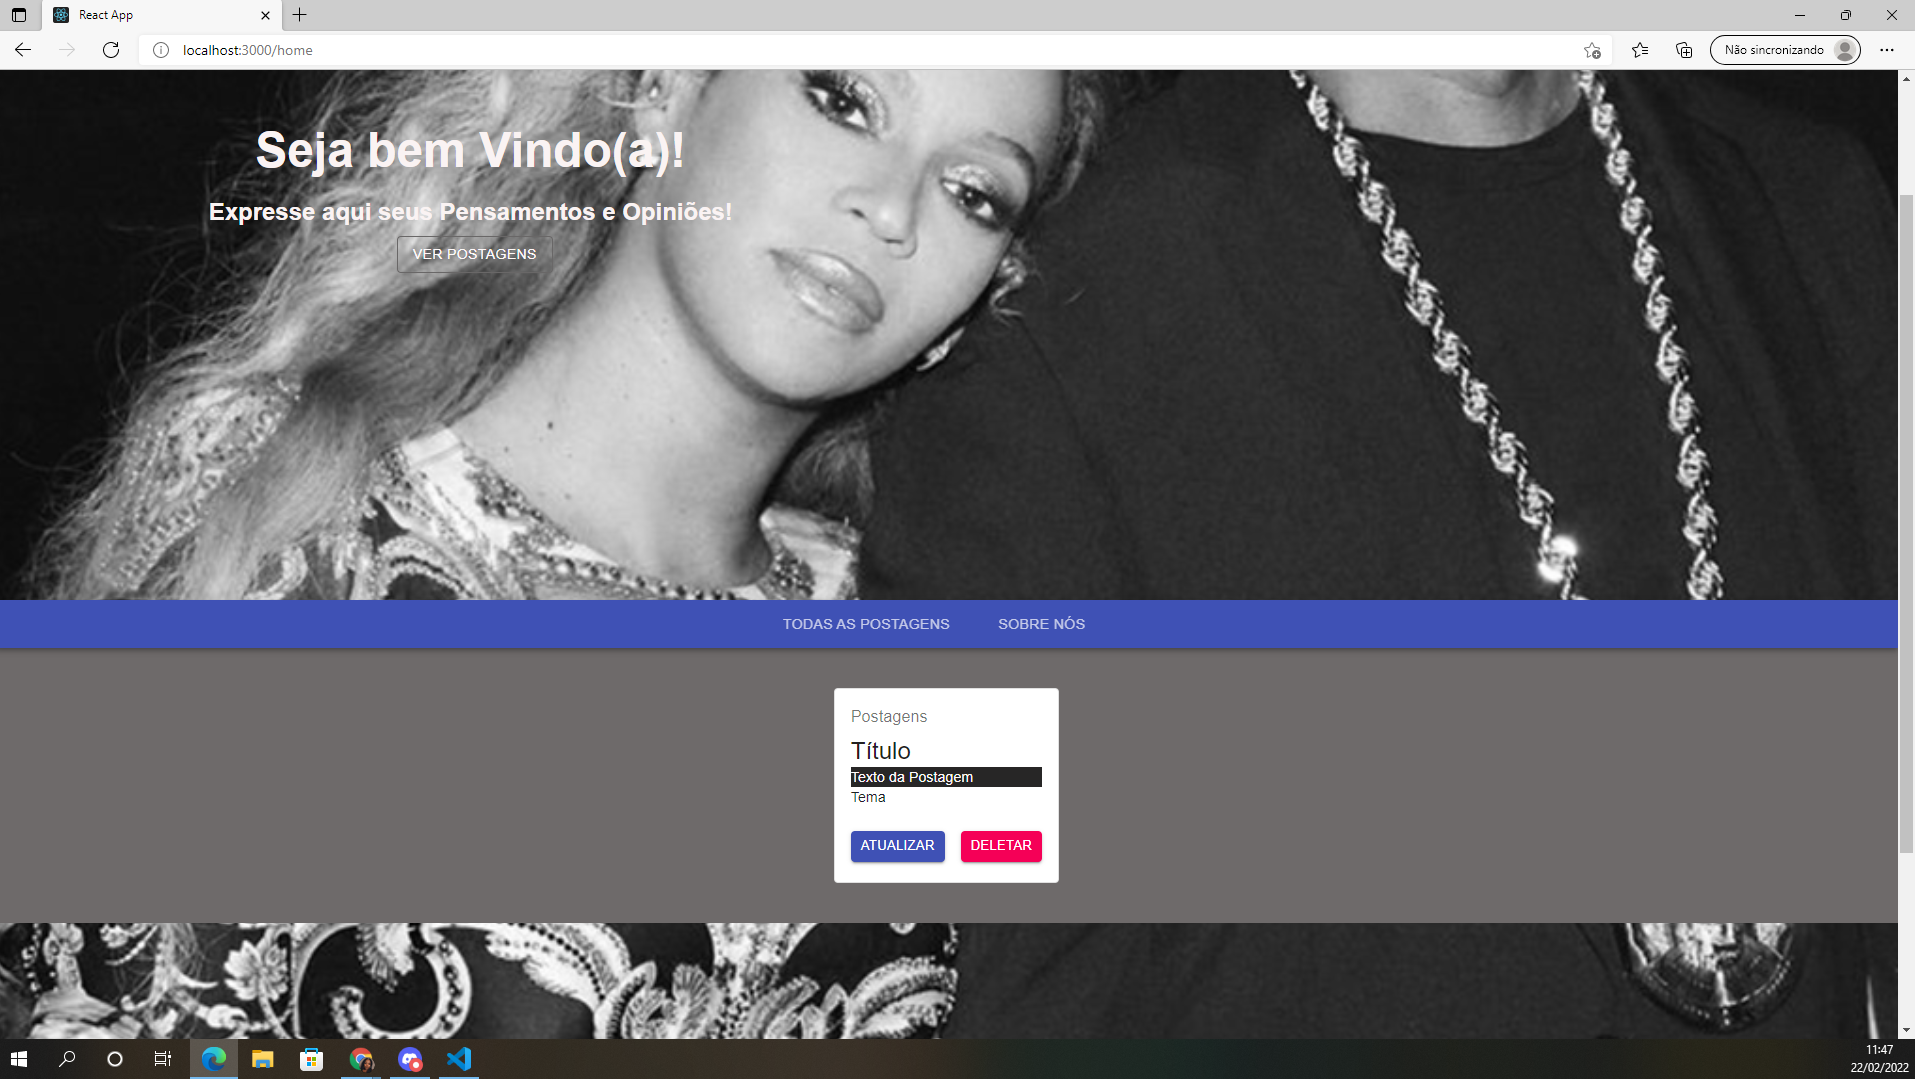 React App
localhost:3000/home
Não sincronizando
Seja bem Vindo(a)!
Expresse aqui seus Pensamentos e Opiniões!
VER POSTAGENS
TODAS AS POSTAGENS SOBRE NÓS
Postagens
Título
Texto da Postagem
Tema
ATUALIZAR DELETAR
11:47
22/02/2022